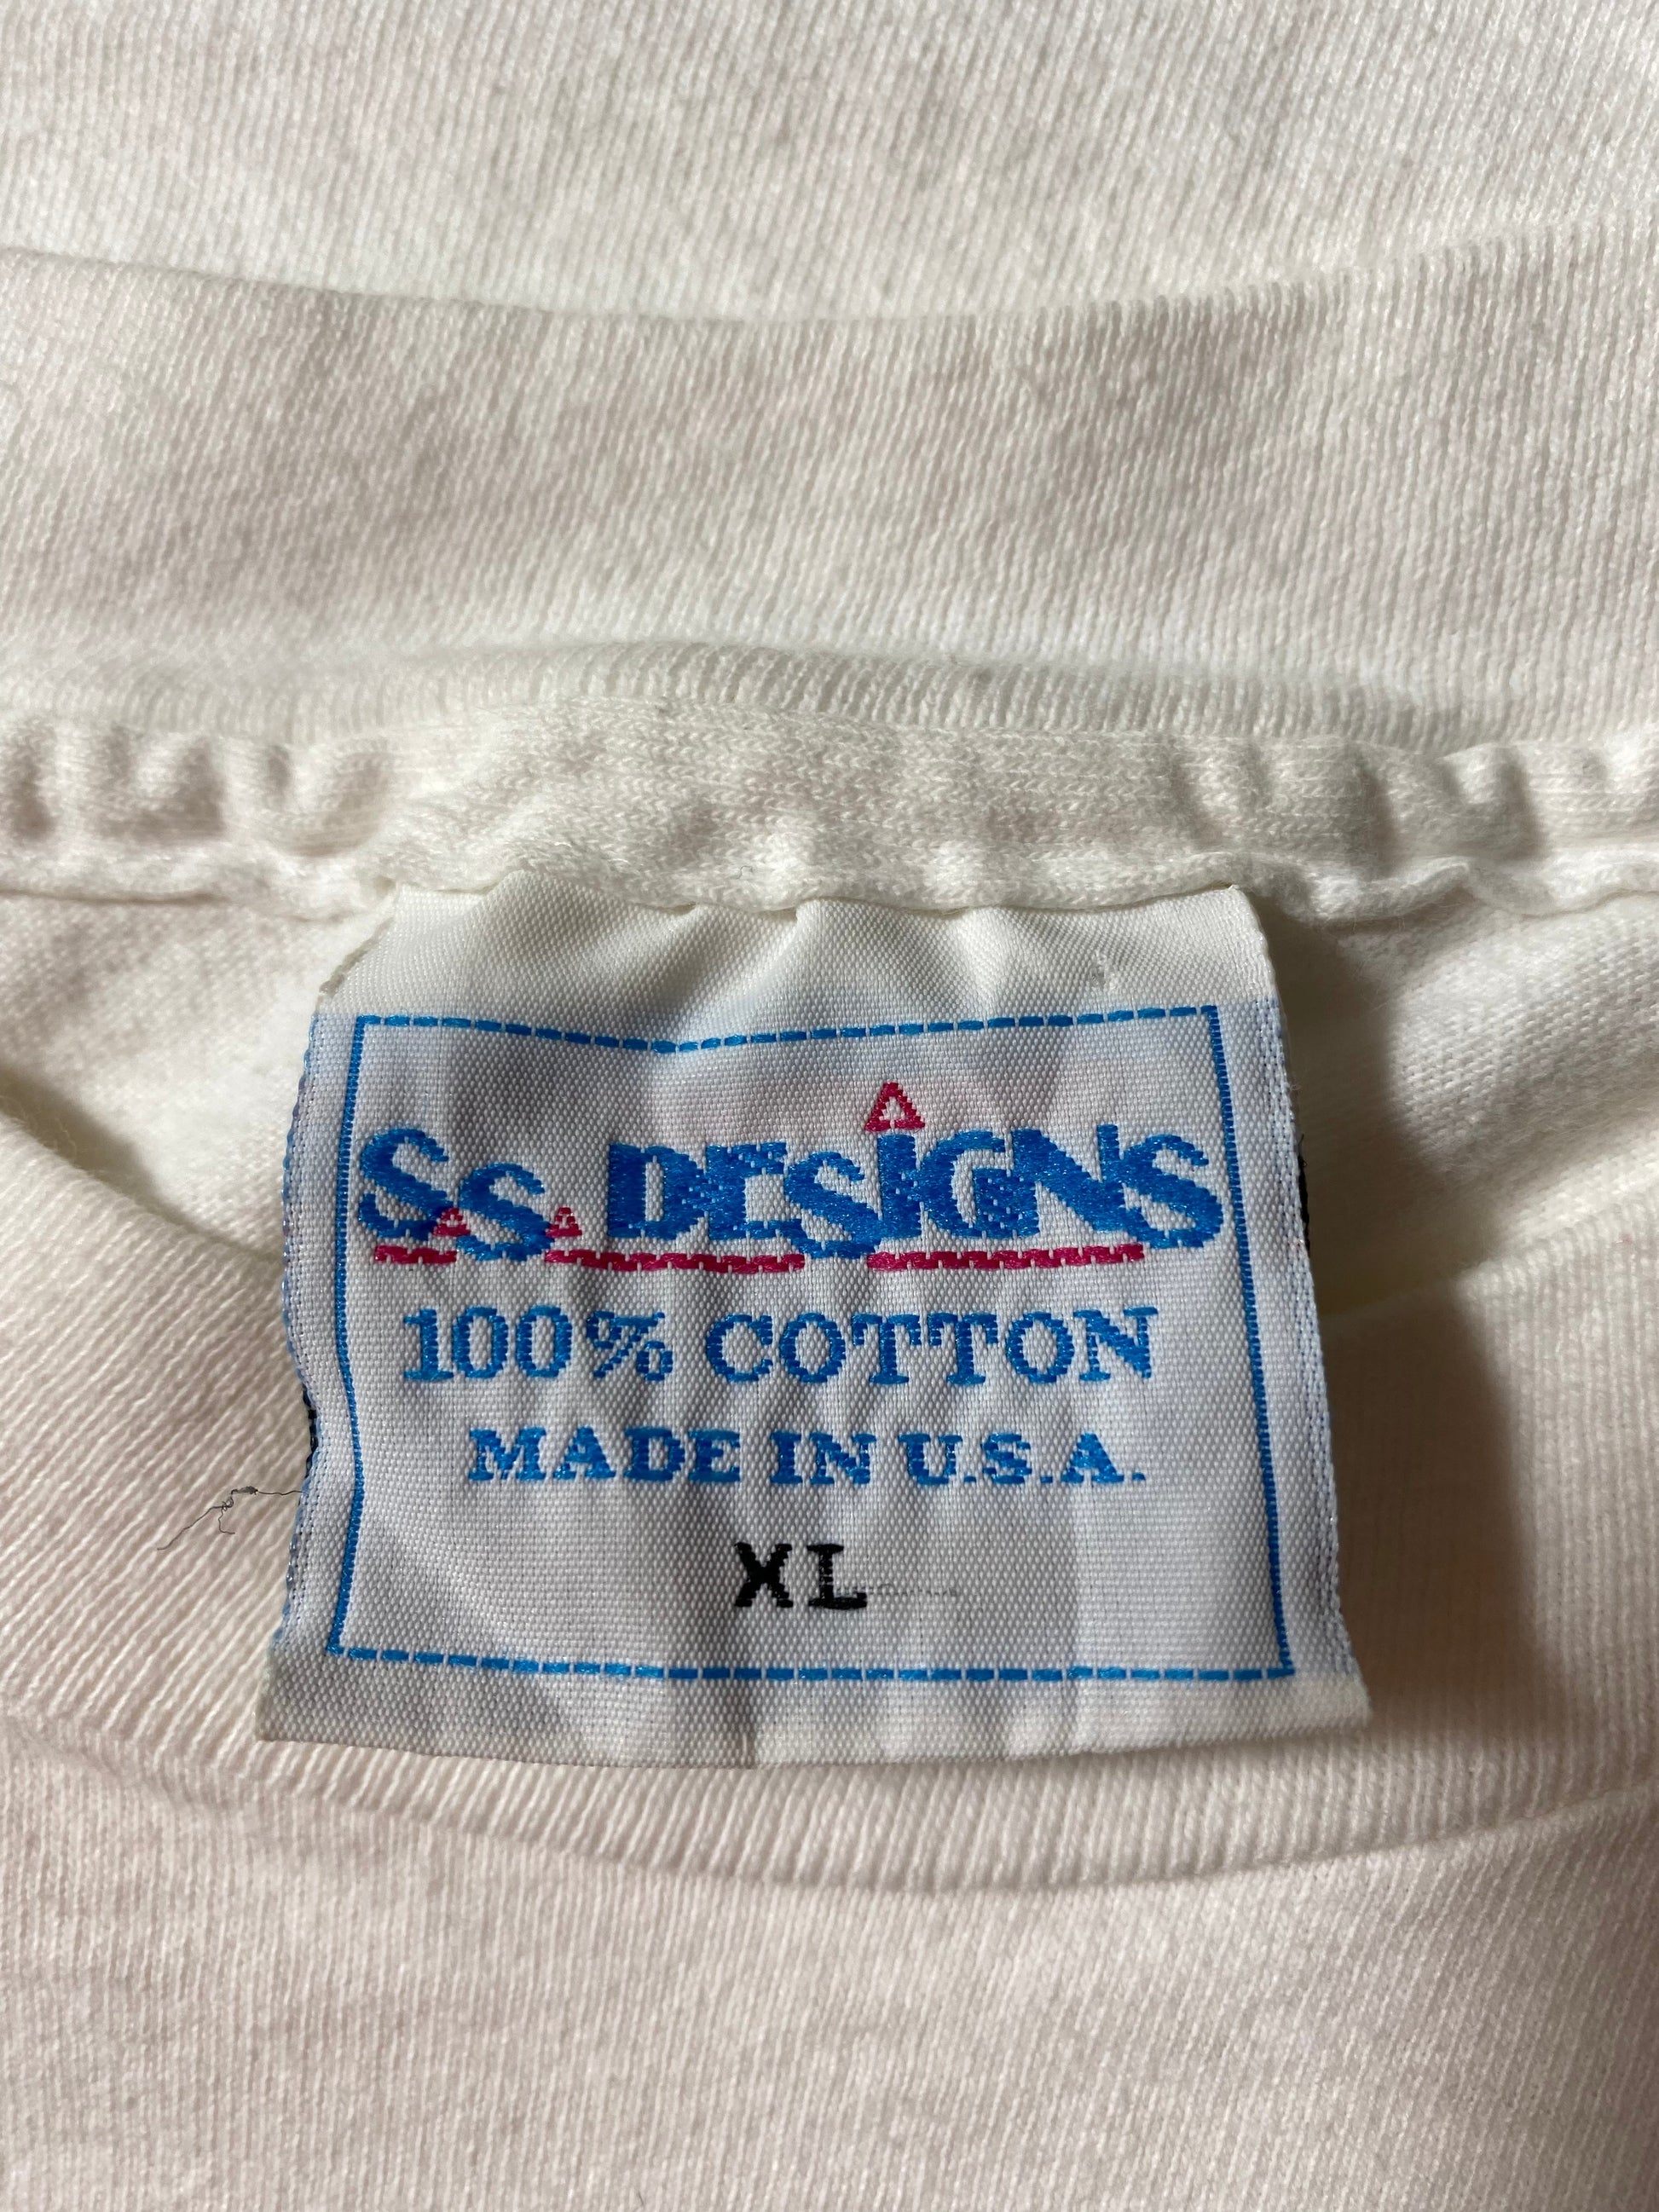 S.S. DESIGNS
100% COTTON
MADE IN U.S.A.
XL